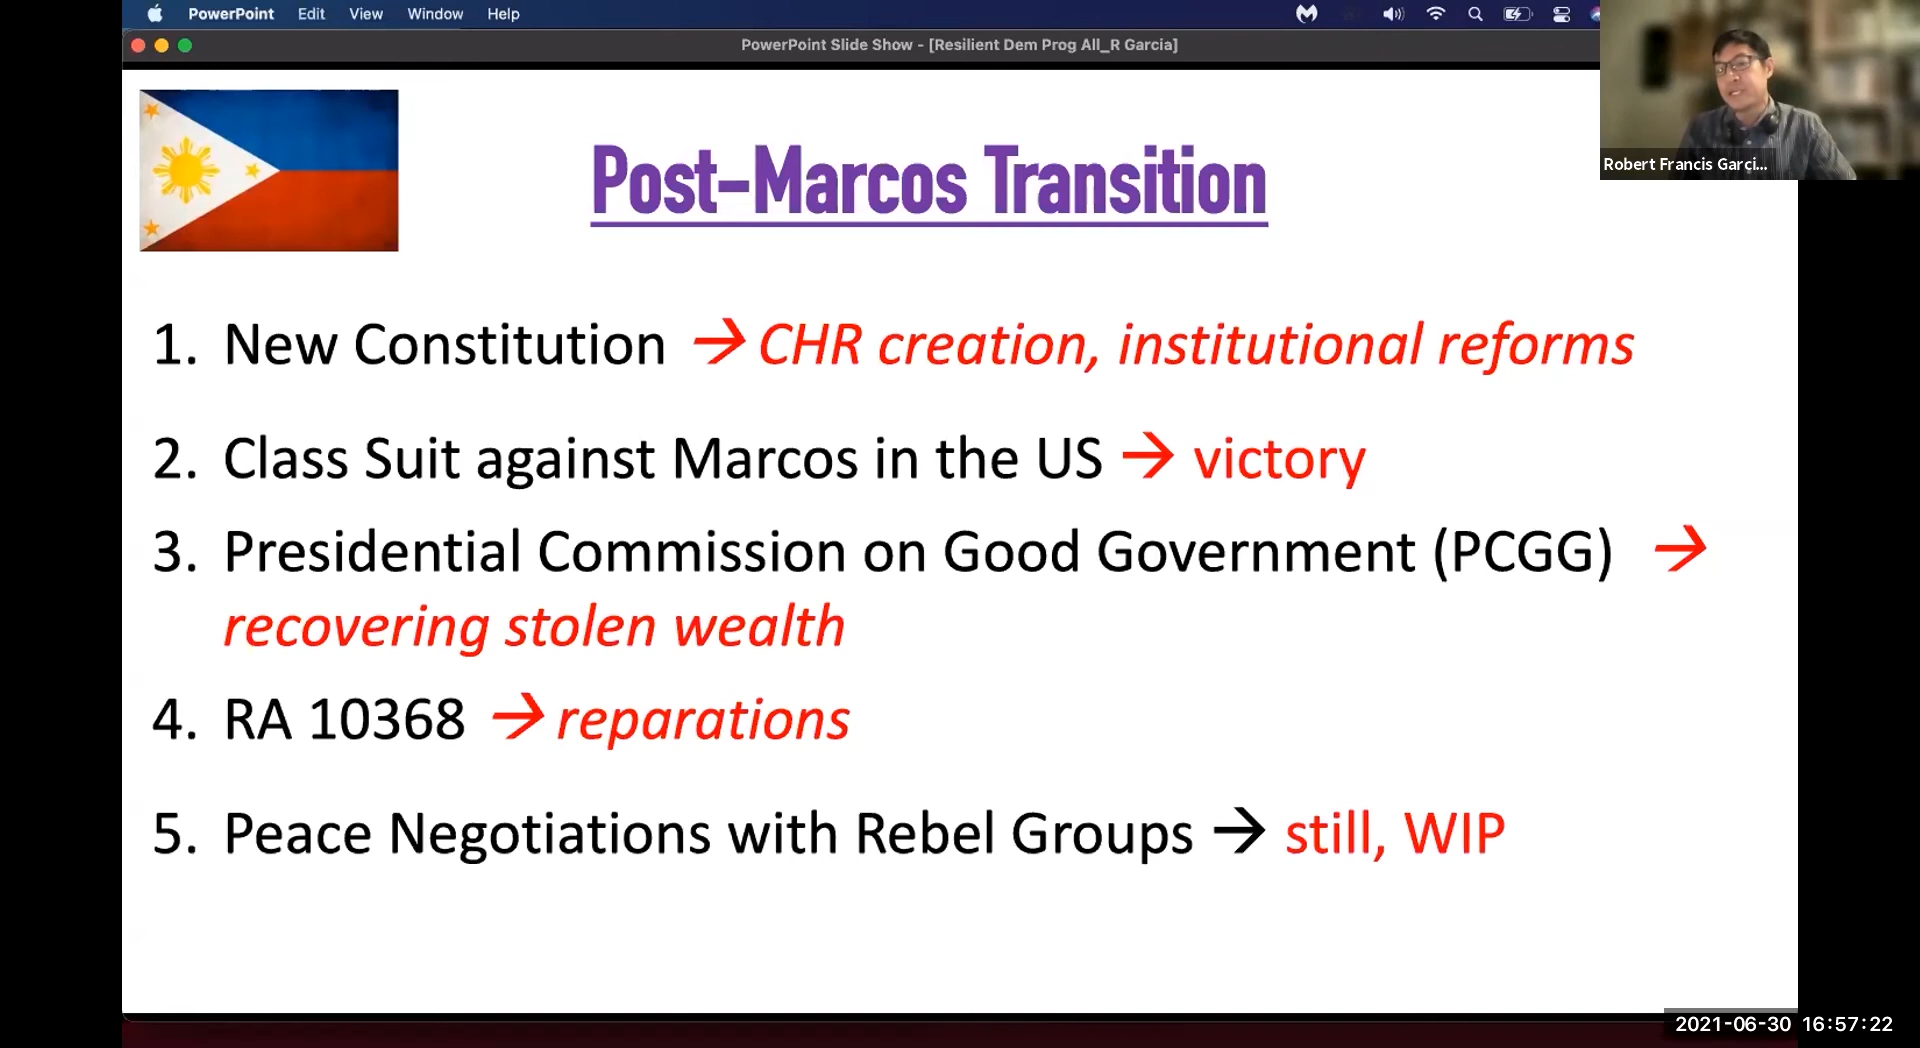 PowerPoint Edit View Window Help
PowerPoint Slide Show - [Resilient Dem Prog All_R Garcia]
Robert Francis Garci...
Post-Marcos Transition
1. New Constitution → CHR creation, institutional reforms
2. Class Suit against Marcos in the US → victory
3. Presidential Commission on Good Government (PCGG) →
recovering stolen wealth
4. RA 10368 → reparations
5. Peace Negotiations with Rebel Groups → still, WIP
2021-06-30 16:57:22